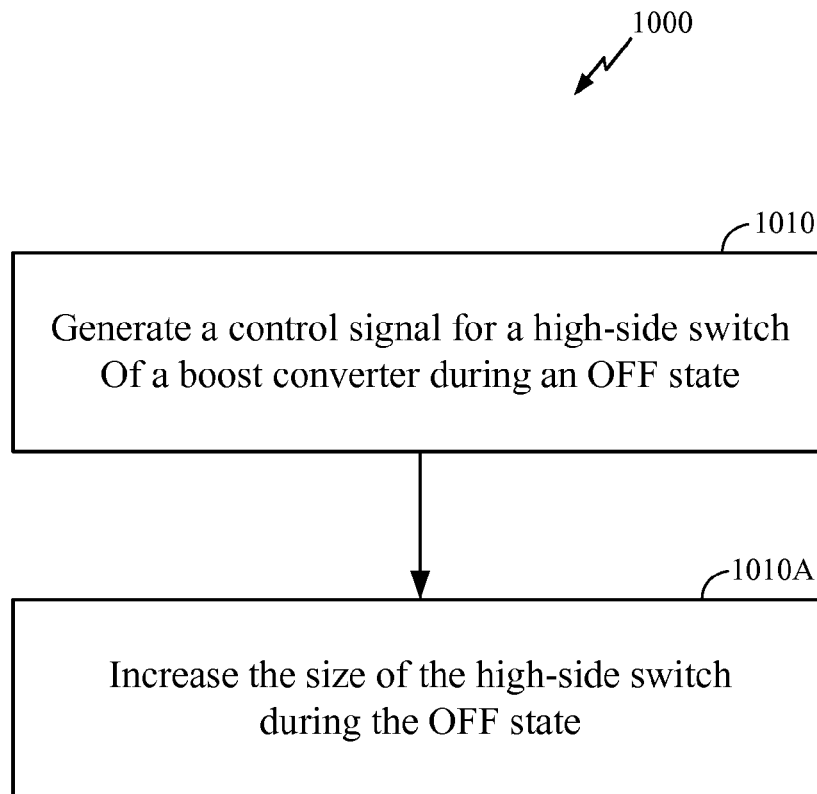 1000
1010
Generate a control signal for a high-side switch
Of a boost converter during an OFF state
1010A
Increase the size of the high-side switch
during the OFF state